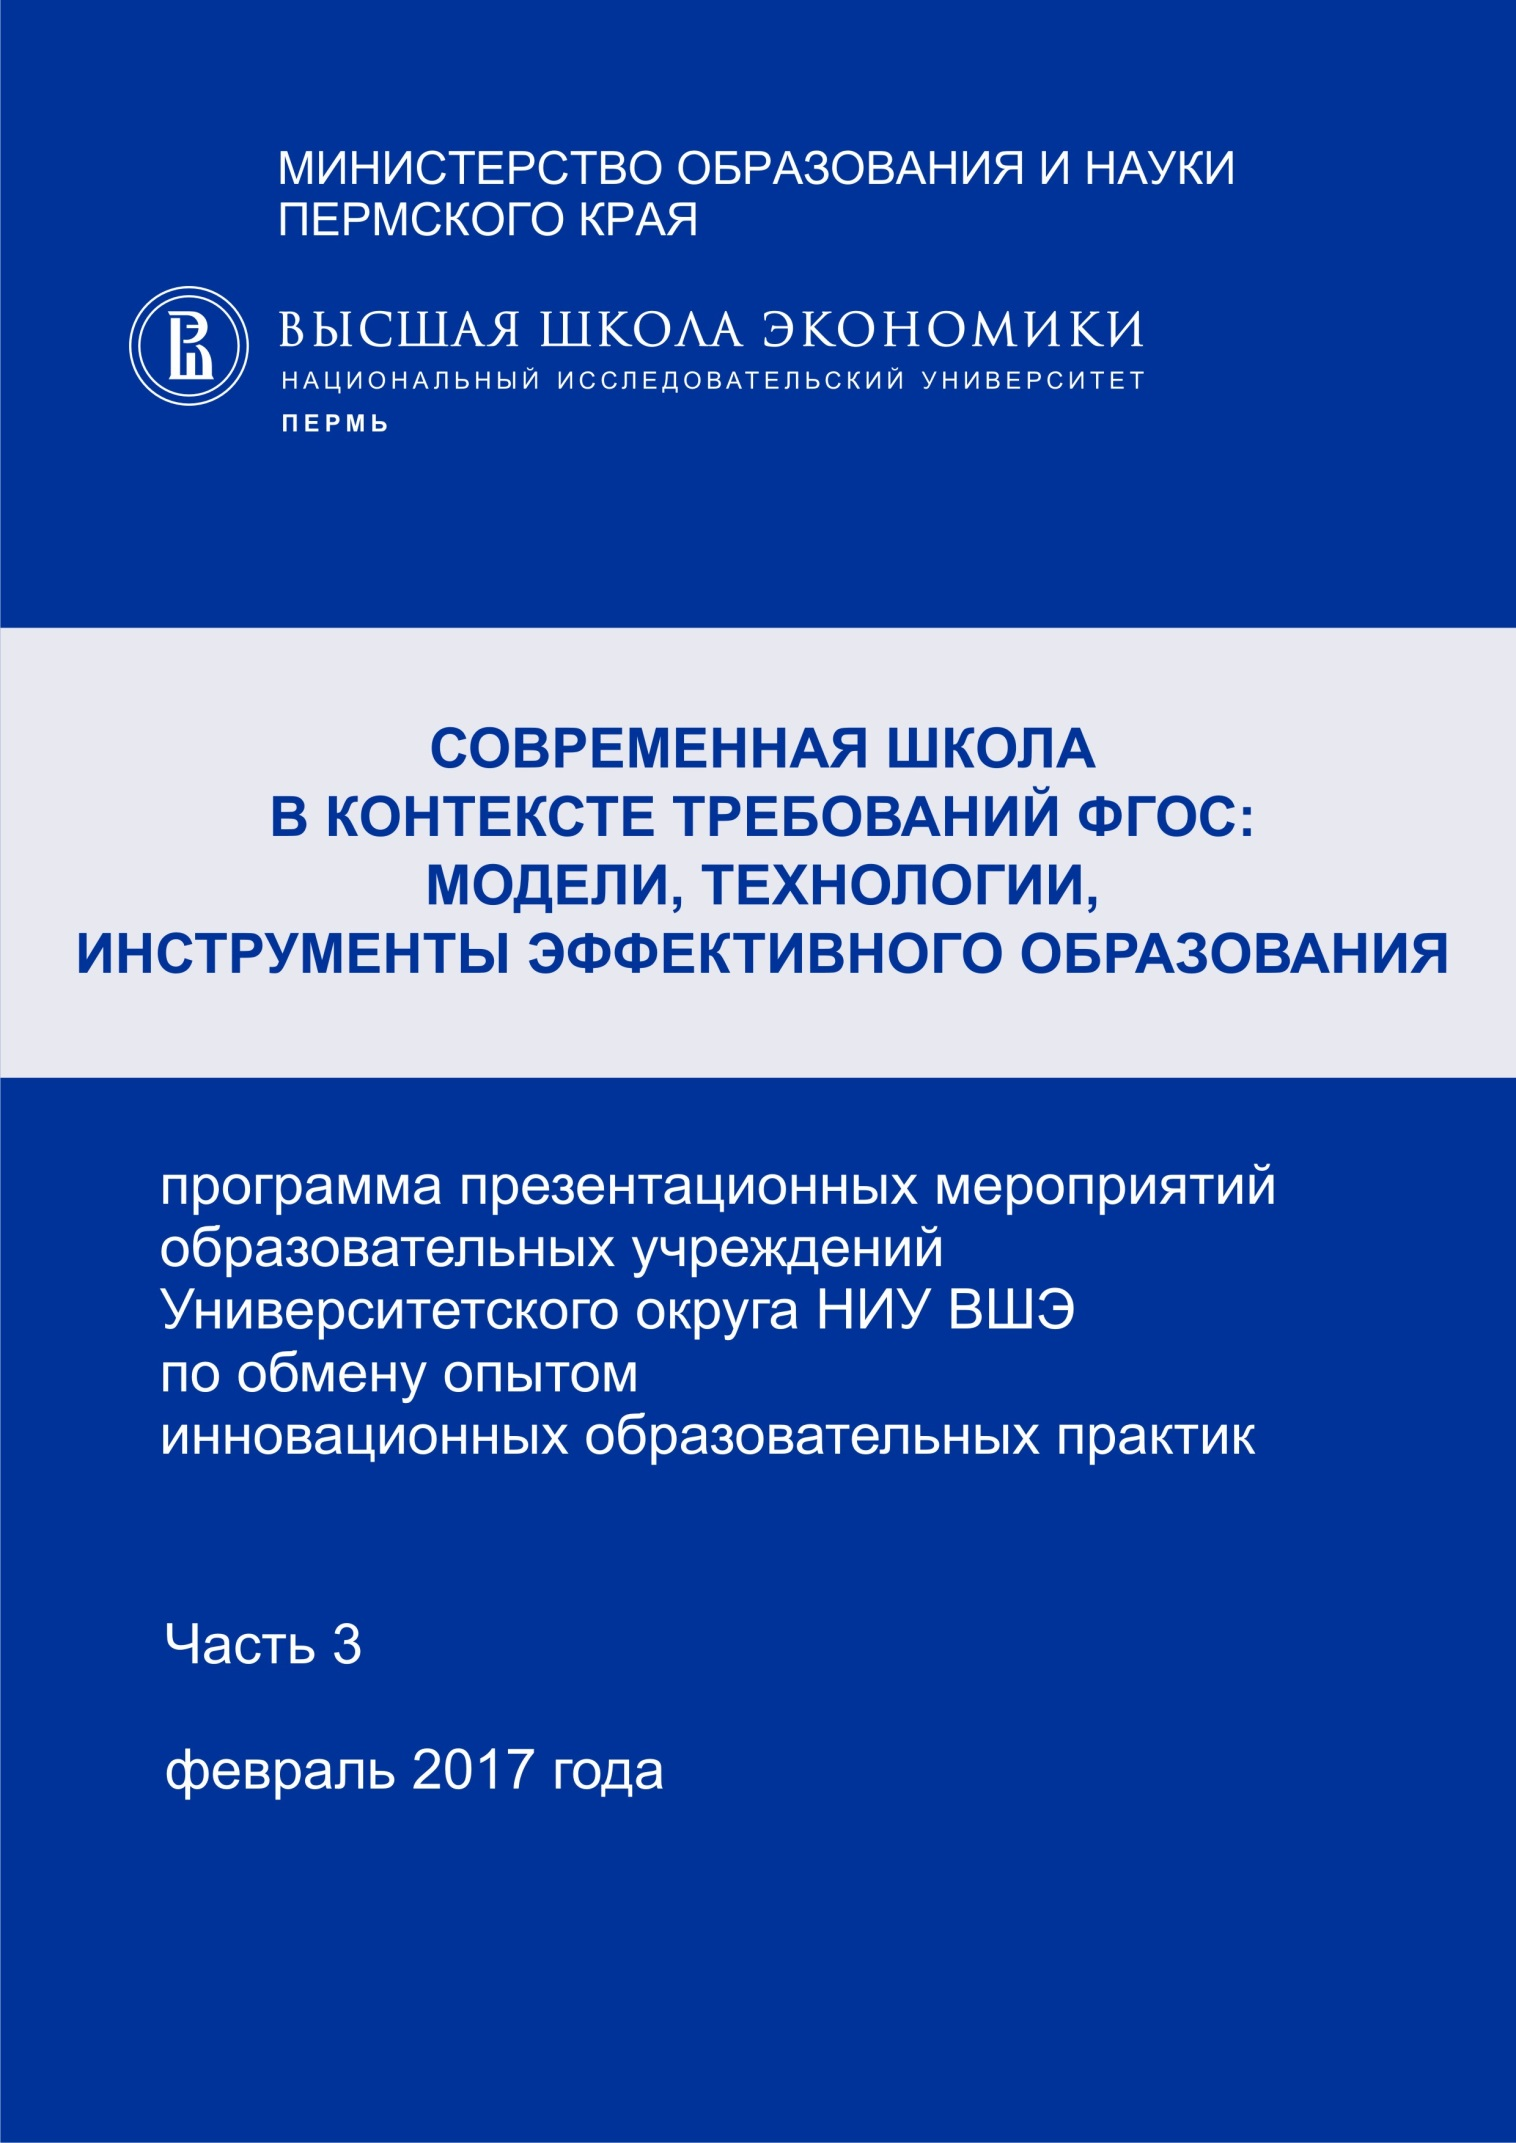 МИНИСТЕРСТВО ОБРАЗОВАНИЯ И НАУКИ
ПЕРМСКОГО КРАЯ
ВЫСШАЯ ШКОЛА ЭКОНОМИКИ
НАЦИОНАЛЬНЫЙ ИССЛЕДОВАТЕЛЬСКИЙ УНИВЕРСИТЕТ
ПЕРМЬ
СОВРЕМЕННАЯ ШКОЛА
В КОНТЕКСТЕ ТРЕБОВАНИЙ ФГОС:
МОДЕЛИ, ТЕХНОЛОГИИ,
ИНСТРУМЕНТЫ ЭФФЕКТИВНОГО ОБРАЗОВАНИЯ
программа презентационных мероприятий
образовательных учреждений
Университетского округа НИУ ВШЭ
по обмену опытом
инновационных образовательных практик
Часть 3
февраль 2017 года